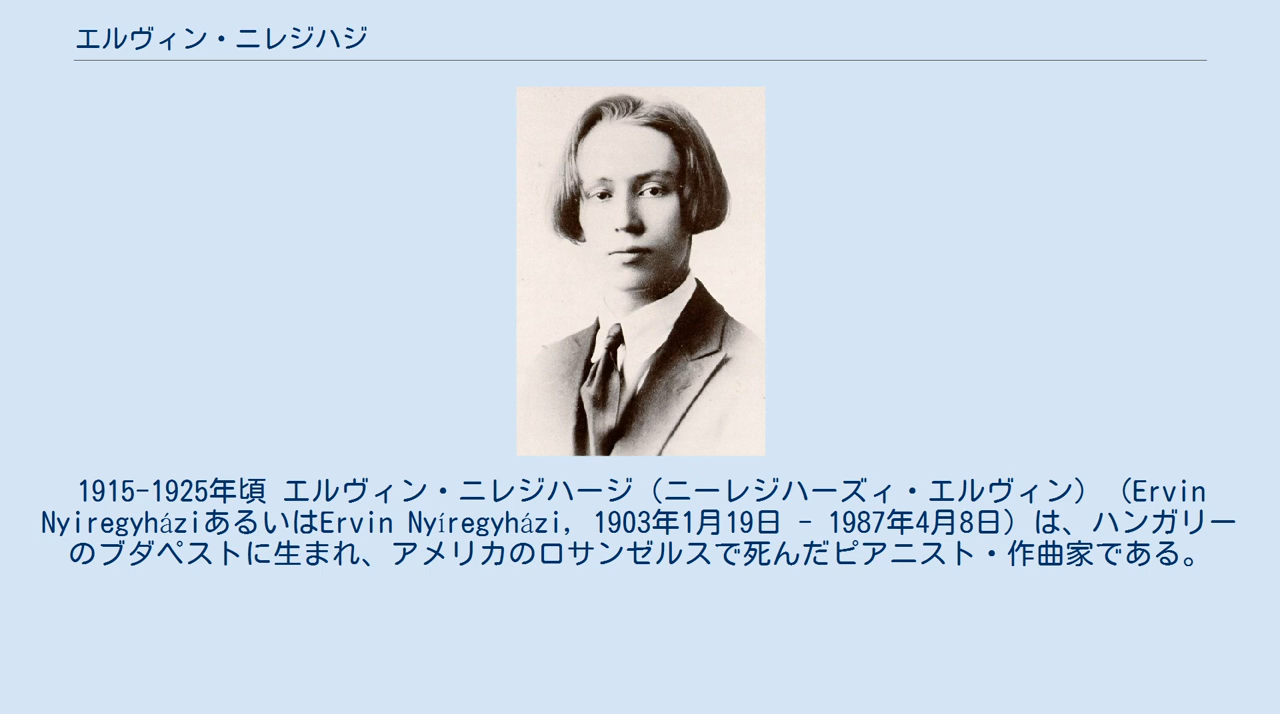 エルヴィン・ニレジハジ
1915-1925年頃 エルヴィン・ニレジハージ（ニーレジハーズィ・エルヴィン）（Ervin
Nyiregyháziあるいは​Ervin Nyíregyházi, 1903年1月19日 - 1987年4月8日）は、ハンガリー
のブダペストに生まれ、アメリカのロサンゼルスで死んだピアニスト・作曲家である。